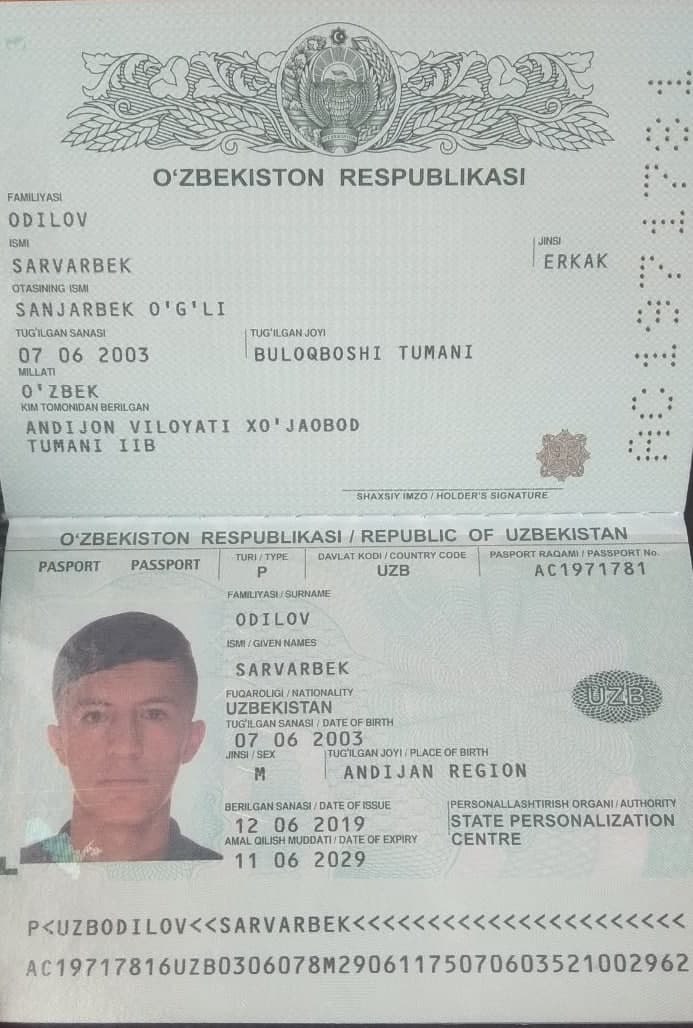 O'ZBEKISTON RESPUBLIKASI
FAMILIYASI
ODILOV
ISMI
SARVARBEK
JINSI
ERKAK
OTASINING ISMI
SANJARBEK O'G'LI
TUG'ILGAN SANASI
07 06 2003
TUG'ILGAN JOYI
BULOQBOSHI TUMANI
MILLATI
O'ZBEK
KIM TOMONIDAN BERILGAN
ANDIJON VILOYATI XO'JAOBOD
TUMANI IIB
AC1971781
SHAXSIY IMZO / HOLDER'S SIGNATURE
O'ZBEKISTON RESPUBLIKASI / REPUBLIC OF UZBEKISTAN
PASPORT PASSPORT
TURI / TYPE
P
DAVLAT KODI / COUNTRY CODE
UZB
PASPORT RAQAMI / PASSPORT No.
AC1971781
FAMILIYASI / SURNAME
ODILOV
ISMI / GIVEN NAMES
SARVARBEK
FUQAROLIGI / NATIONALITY
UZBEKISTAN
UZB
TUG'ILGAN SANASI / DATE OF BIRTH
07 06 2003
JINSI / SEX
M
TUG'ILGAN JOYI / PLACE OF BIRTH
ANDIJAN REGION
BERILGAN SANASI / DATE OF ISSUE
12 06 2019
PERSONALLASHTIRISH ORGANI / AUTHORITY
STATE PERSONALIZATION
CENTRE
AMAL QILISH MUDDATI / DATE OF EXPIRY
11 06 2029
P<UZBODILOV<<SARVARBEK<<<<<<<<<<<<<<<<<<<<<<
AC19717816UZB0306078M29061175070603521002962